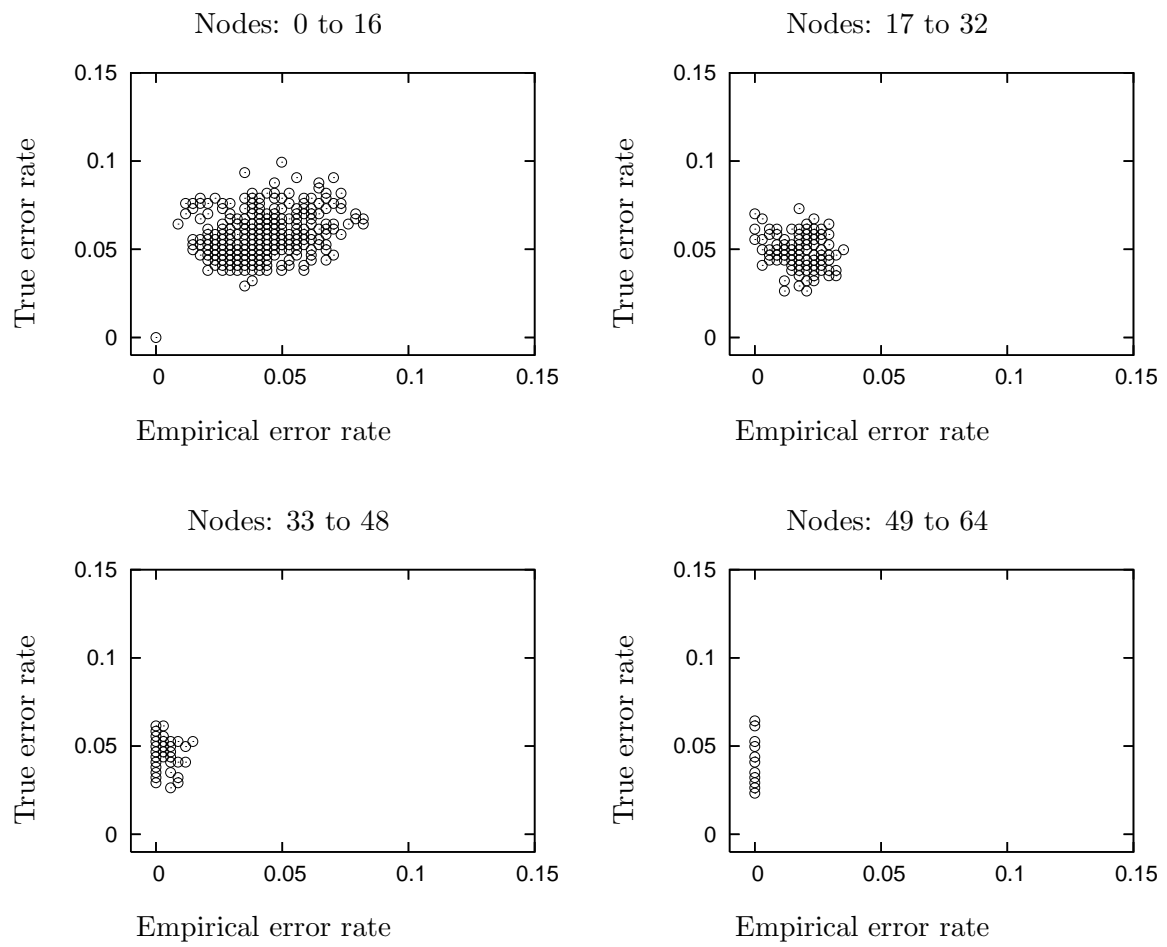 Nodes: 0 to 16
0.15
0.1
0.05
0
True error rate
0 0.05 0.1 0.15
Empirical error rate
Nodes: 17 to 32
0.15
0.1
0.05
0
True error rate
0 0.05 0.1 0.15
Empirical error rate
Nodes: 33 to 48
0.15
0.1
0.05
0
True error rate
0 0.05 0.1 0.15
Empirical error rate
Nodes: 49 to 64
0.15
0.1
0.05
0
True error rate
0 0.05 0.1 0.15
Empirical error rate